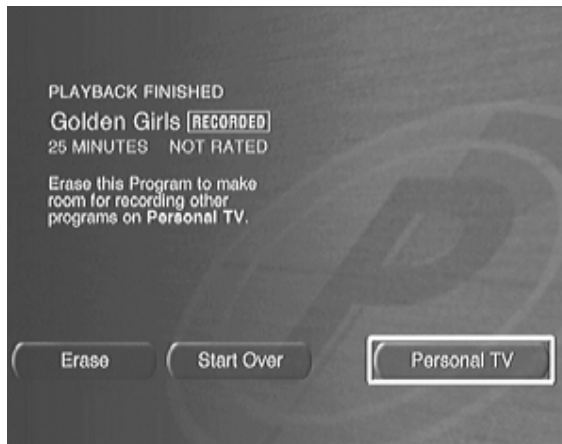 PLAYBACK FINISHED
Golden Girls RECORDED
25 MINUTES NOT RATED
Erase this Program to make
room for recording other
programs on Personal TV.
Erase Start Over Personal TV